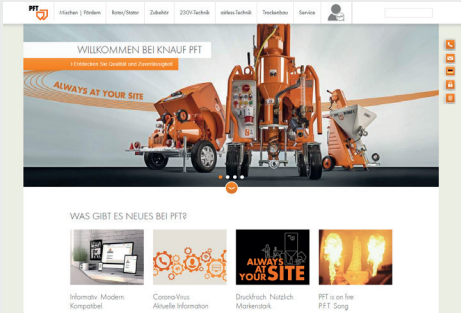 PFT
Mischen | Fördern Rotor/Stator Zubehör 230V-Technik airless-Technik Trockenbau Service
WILLKOMMEN BEI KNAUF PFT
› Entdecken Sie Qualität und Zuverlässigkeit
ALWAYS AT YOUR SITE
WAS GIBT ES NEUES BEI PFT?
ALWAYS
AT
YOUR SITE
Informativ. Modern. Kompatibel.
Corona-Virus: Aktuelle Information
Druckfrisch. Nützlich. Markenstark.
PFT is on fire P.F.T. Song